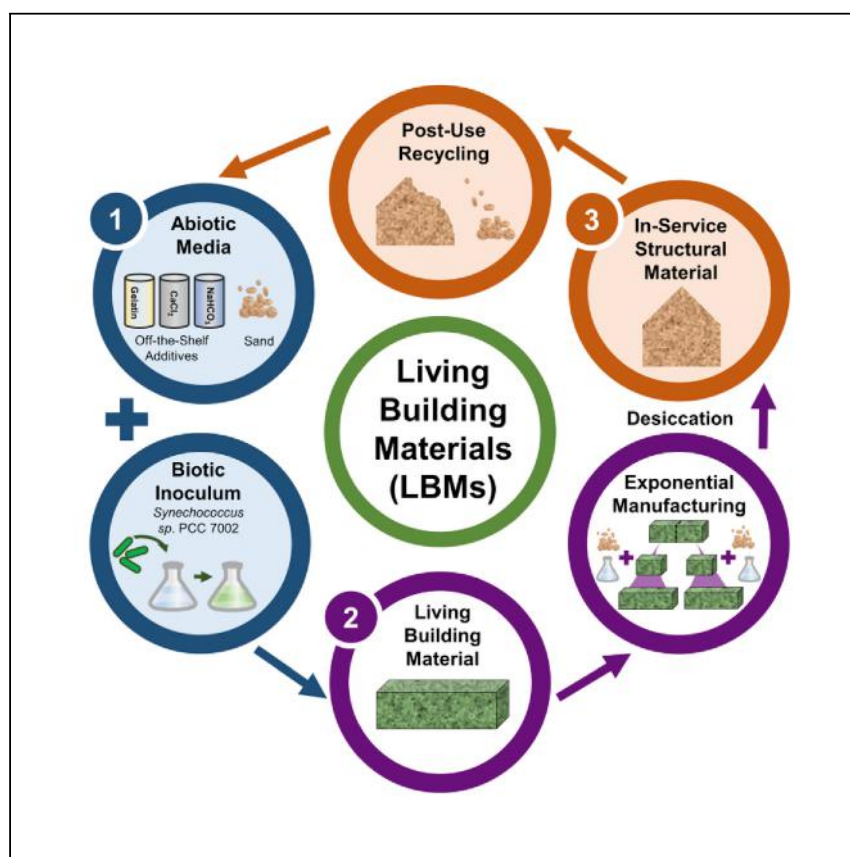 Post-Use
Recycling
1
Abiotic
Media
Gelatin
CaCl₂
NaHCO₃
Off-the-Shelf
Additives
Sand
3
In-Service
Structural
Material
Living
Building
Materials
(LBMs)
+
Biotic
Inoculum
Synechococcus
sp. PCC 7002
Desiccation
Exponential
Manufacturing
+
+
2
Living
Building
Material